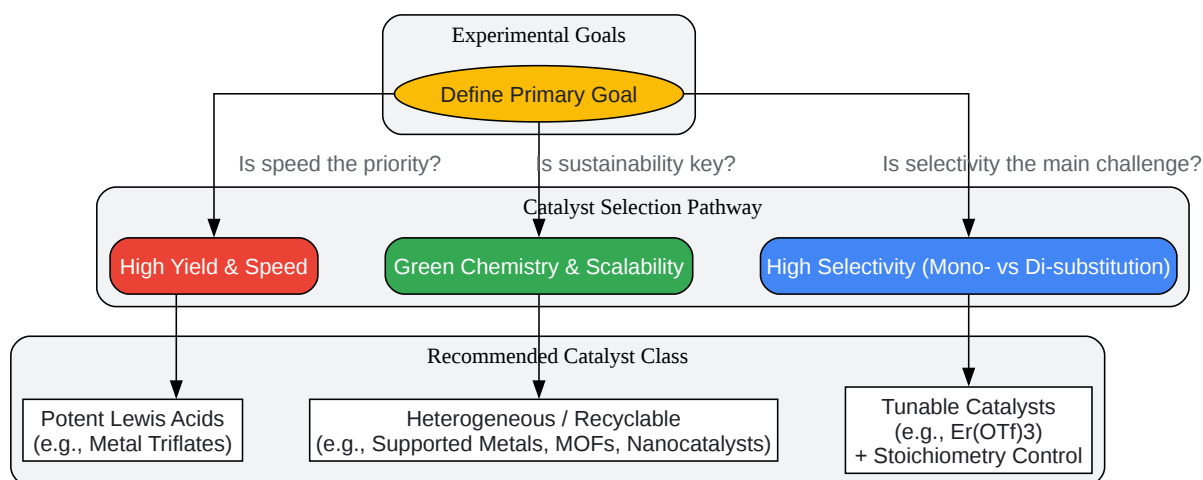 Experimental Goals
Define Primary Goal
Is speed the priority?
Is sustainability key?
Is selectivity the main challenge?
Catalyst Selection Pathway
High Yield & Speed
Green Chemistry & Scalability
High Selectivity (Mono- vs Di-substitution)
Recommended Catalyst Class
Potent Lewis Acids
(e.g., Metal Triflates)
Heterogeneous / Recyclable
(e.g., Supported Metals, MOFs, Nanocatalysts)
Tunable Catalysts
(e.g., Er(OTf)3)
+ Stoichiometry Control